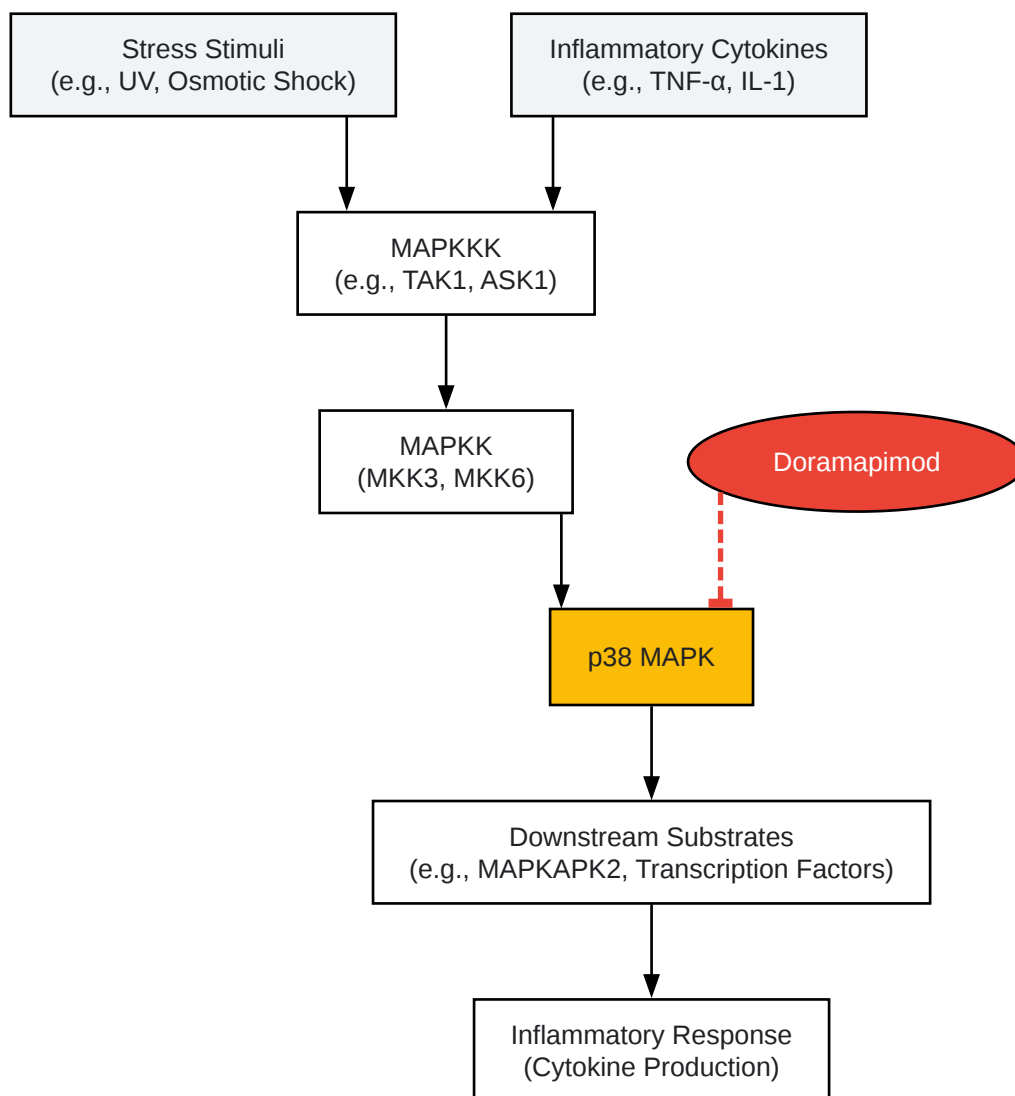 Stress Stimuli
(e.g., UV, Osmotic Shock)
Inflammatory Cytokines
(e.g., TNF-α, IL-1)
MAPKKK
(e.g., TAK1, ASK1)
MAPKK
(MKK3, MKK6)
Doramapimod
p38 MAPK
Downstream Substrates
(e.g., MAPKAPK2, Transcription Factors)
Inflammatory Response
(Cytokine Production)